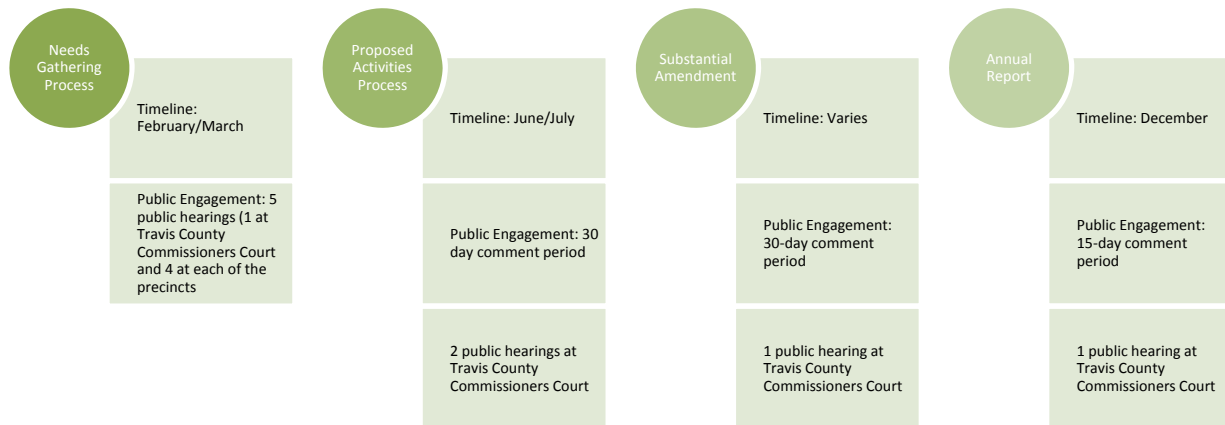 Needs
Gathering
Process
Timeline:
February/March
Public Engagement: 5
public hearings (1 at
Travis County
Commissioners Court
and 4 at each of the
precincts
Proposed
Activities
Process
Timeline: June/July
Public Engagement: 30
day comment period
2 public hearings at
Travis County
Commissioners Court
Substantial
Amendment
Timeline: Varies
Public Engagement:
30-day comment
period
1 public hearing at
Travis County
Commissioners Court
Annual
Report
Timeline: December
Public Engagement:
15-day comment
period
1 public hearing at
Travis County
Commissioners Court